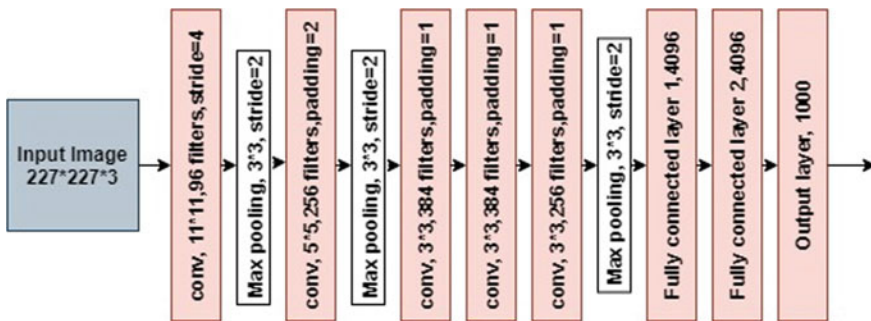 Input Image
227*227*3
conv, 11*11,96 filters,stride=4
Max pooling, 3*3, stride=2
conv, 5*5,256 filters,padding=2
Max pooling, 3*3, stride=2
conv, 3*3,384 filters,padding=1
conv, 3*3,384 filters,padding=1
conv, 3*3,256 filters,padding=1
Max pooling, 3*3, stride=2
Fully connected layer 1,4096
Fully connected layer 2,4096
Output layer, 1000